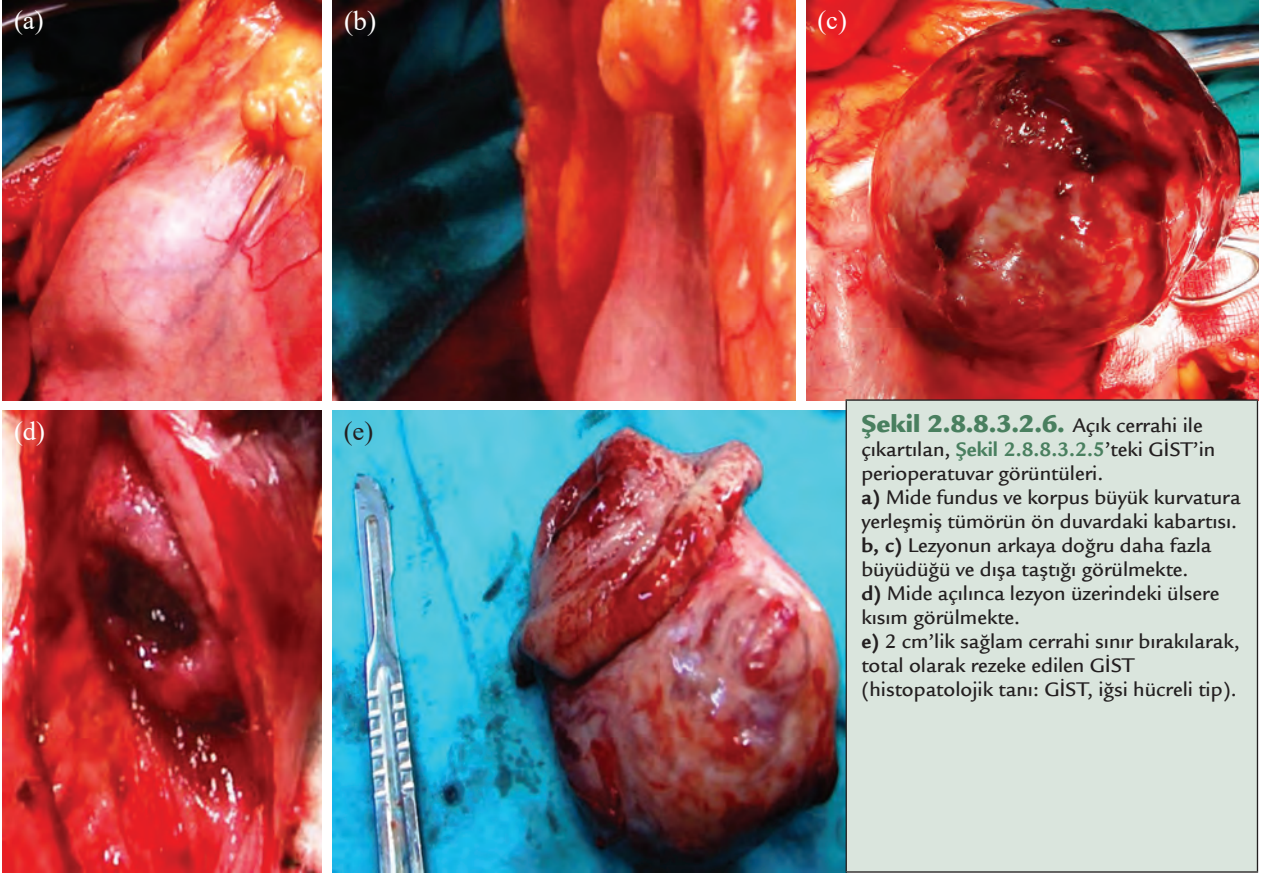 (a)
(b)
(c)
(d)
(e)
Şekil 2.8.8.3.2.6. Açık cerrahi ile
çıkartılan, Şekil 2.8.8.3.2.5’teki GİST’in
perioperatuvar görüntüleri.
a) Mide fundus ve korpus büyük kurvatura
yerleşmiş tümörün ön duvardaki kabartısı.
b, c) Lezyonun arkaya doğru daha fazla
büyüdüğü ve dışa taştığı görülmekte.
d) Mide açılınca lezyon üzerindeki ülsere
kısım görülmekte.
e) 2 cm’lik sağlam cerrahi sınır bırakılarak,
total olarak rezeke edilen GİST
(histopatolojik tanı: GİST, iğsi hücreli tip).